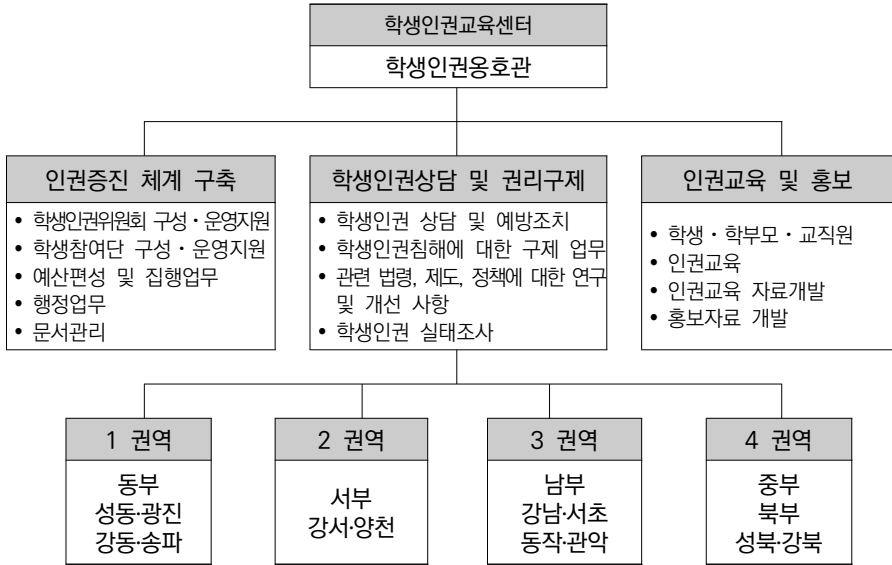 학생인권교육센터
학생인권옹호관
인권증진 체계 구축
• 학생인권위원회 구성・운영지원
• 학생참여단 구성・운영지원
• 예산편성 및 집행업무
• 행정업무
• 문서관리
학생인권상담 및 권리구제
• 학생인권 상담 및 예방조치
• 학생인권침해에 대한 구제 업무
• 관련 법령, 제도, 정책에 대한 연구
및 개선 사항
• 학생인권 실태조사
인권교육 및 홍보
• 학생・학부모・교직원
• 인권교육
• 인권교육 자료개발
• 홍보자료 개발
1 권역
동부
성동·광진
강동·송파
2 권역
서부
강서·양천
3 권역
남부
강남·서초
동작·관악
4 권역
중부
북부
성북·강북